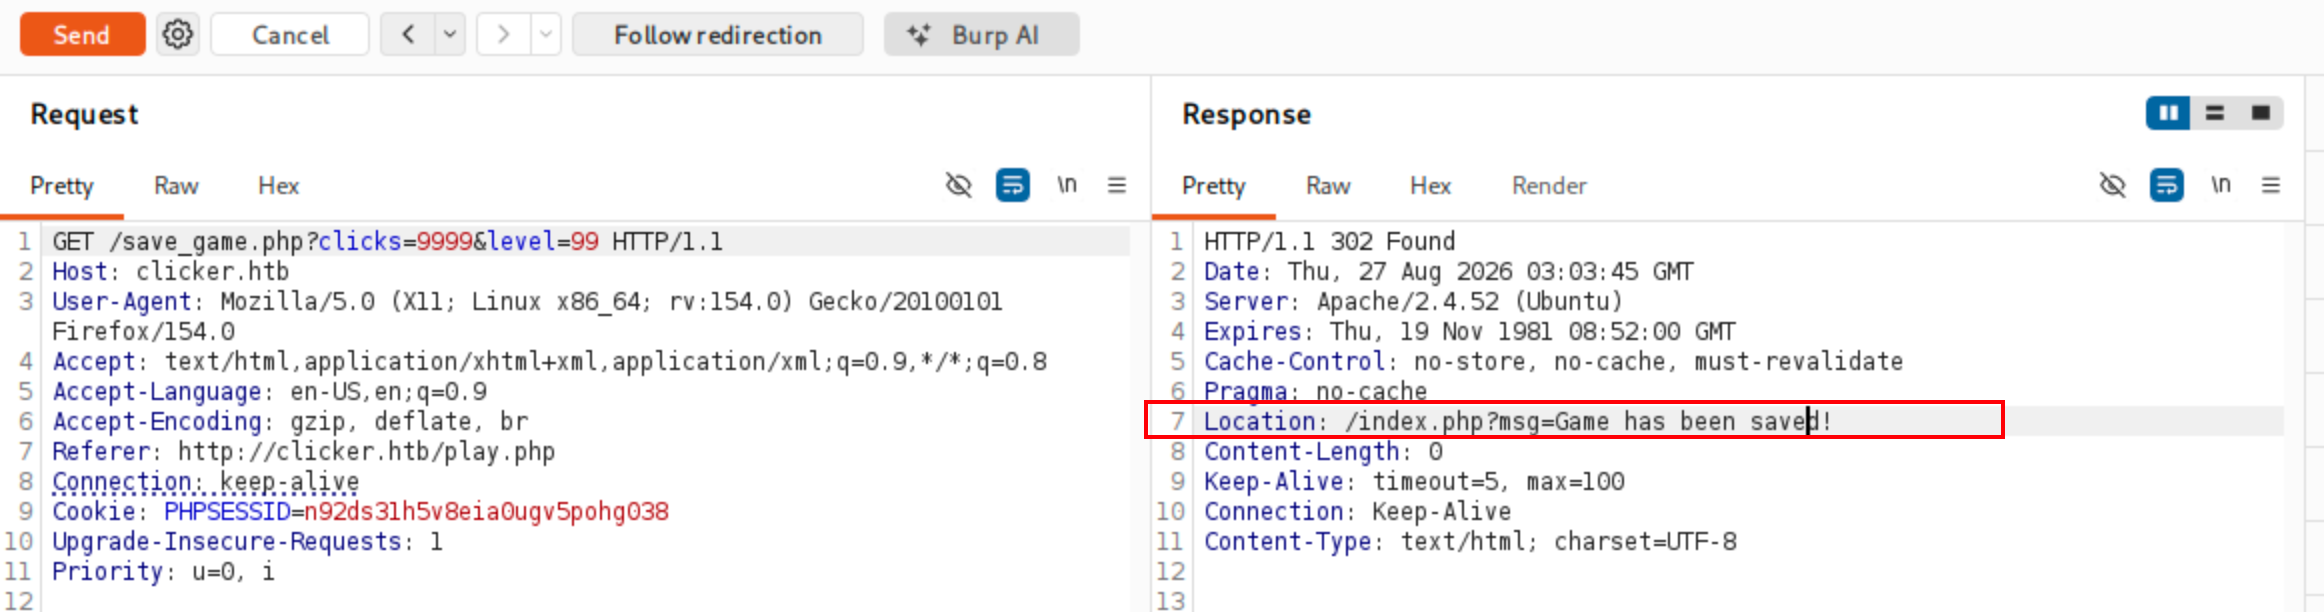 Send Cancel Follow redirection Burp AI
Request
Pretty Raw Hex \n
1 GET /save_game.php?clicks=9999&level=99 HTTP/1.1
2 Host: clicker.htb
3 User-Agent: Mozilla/5.0 (X11; Linux x86_64; rv:154.0) Gecko/20100101
Firefox/154.0
4 Accept: text/html,application/xhtml+xml,application/xml;q=0.9,*/*;q=0.8
5 Accept-Language: en-US,en;q=0.9
6 Accept-Encoding: gzip, deflate, br
7 Referer: http://clicker.htb/play.php
8 Connection: keep-alive
9 Cookie: PHPSESSID=n92ds3lh5v8eia0ugv5pohg038
10 Upgrade-Insecure-Requests: 1
11 Priority: u=0, i
12
Response
Pretty Raw Hex Render \n
1 HTTP/1.1 302 Found
2 Date: Thu, 27 Aug 2026 03:03:45 GMT
3 Server: Apache/2.4.52 (Ubuntu)
4 Expires: Thu, 19 Nov 1981 08:52:00 GMT
5 Cache-Control: no-store, no-cache, must-revalidate
6 Pragma: no-cache
7 Location: /index.php?msg=Game has been saved!
8 Content-Length: 0
9 Keep-Alive: timeout=5, max=100
10 Connection: Keep-Alive
11 Content-Type: text/html; charset=UTF-8
12
13